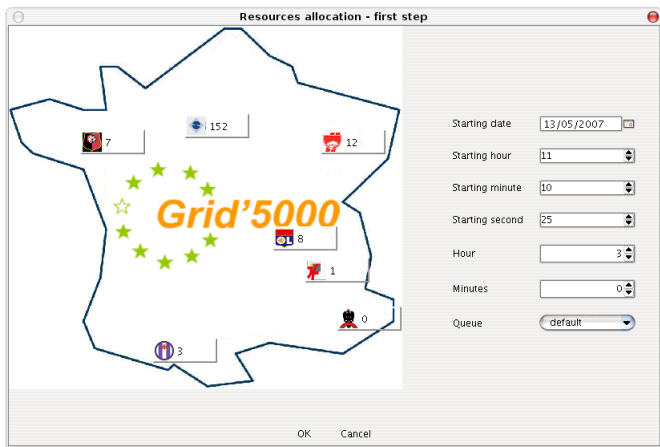 Resources allocation - first step
152
7
12
Grid'5000
8
1
0
3
Starting date 13/05/2007
Starting hour 11
Starting minute 10
Starting second 25
Hour 3
Minutes 0
Queue default
OK Cancel